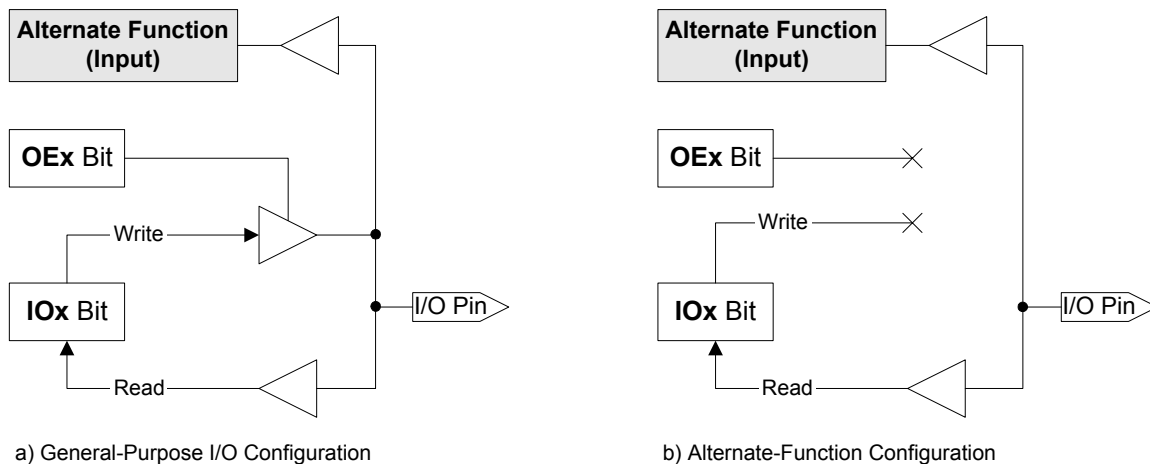 Alternate Function
(Input)
OEx Bit
Write
IOx Bit
I/O Pin
Read
a) General-Purpose I/O Configuration
Alternate Function
(Input)
OEx Bit
Write
IOx Bit
I/O Pin
Read
b) Alternate-Function Configuration